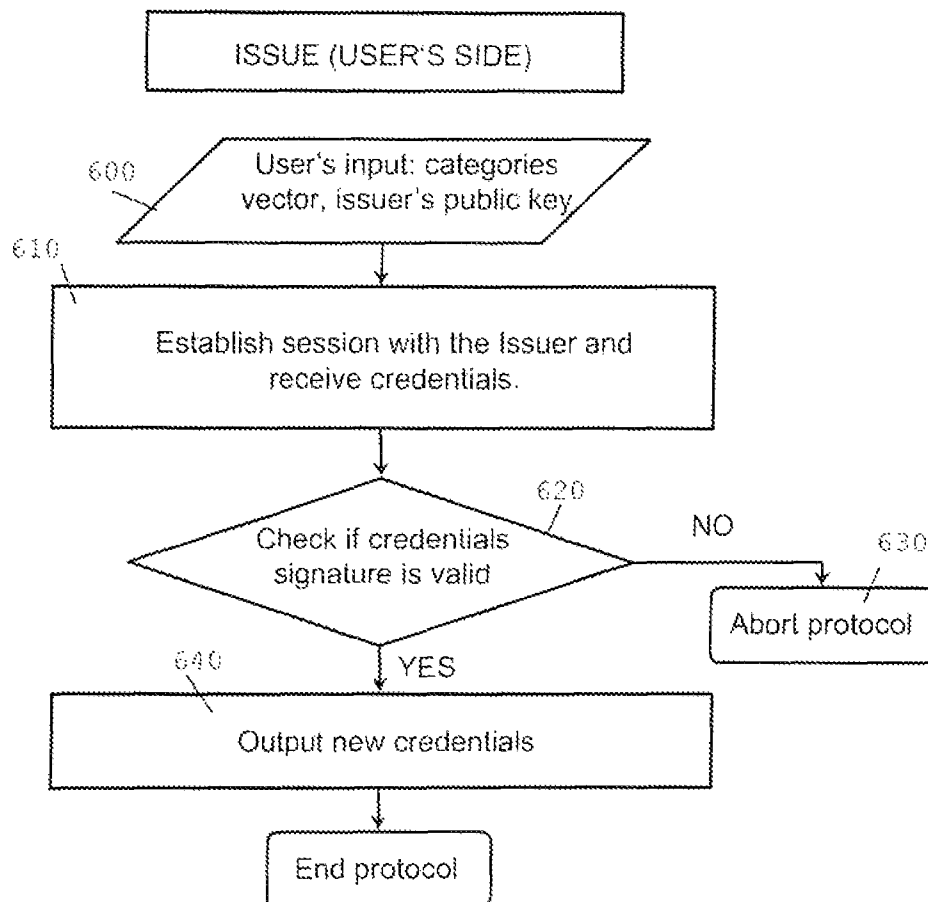 ISSUE (USER'S SIDE)
600
User's input: categories
vector, issuer's public key
610
Establish session with the Issuer and
receive credentials.
620
Check if credentials
signature is valid
NO
630
Abort protocol
640
YES
Output new credentials
End protocol